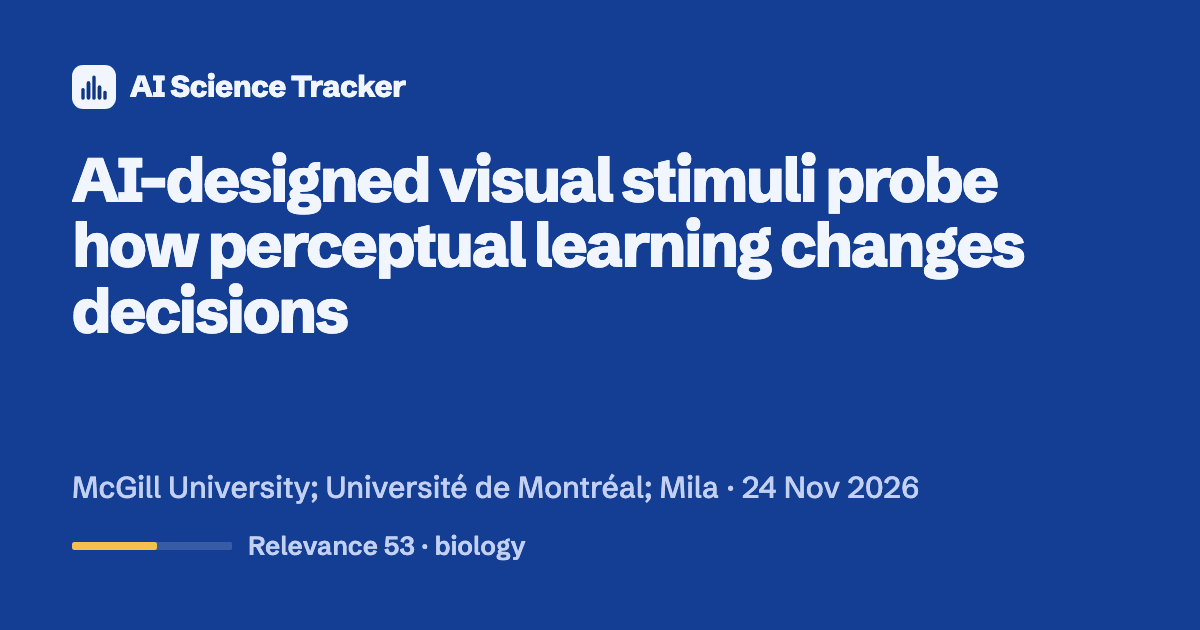 AI Science Tracker
AI-designed visual stimuli probe
how perceptual learning changes
decisions
McGill University; Université de Montréal; Mila · 24 Nov 2026
Relevance 53 · biology